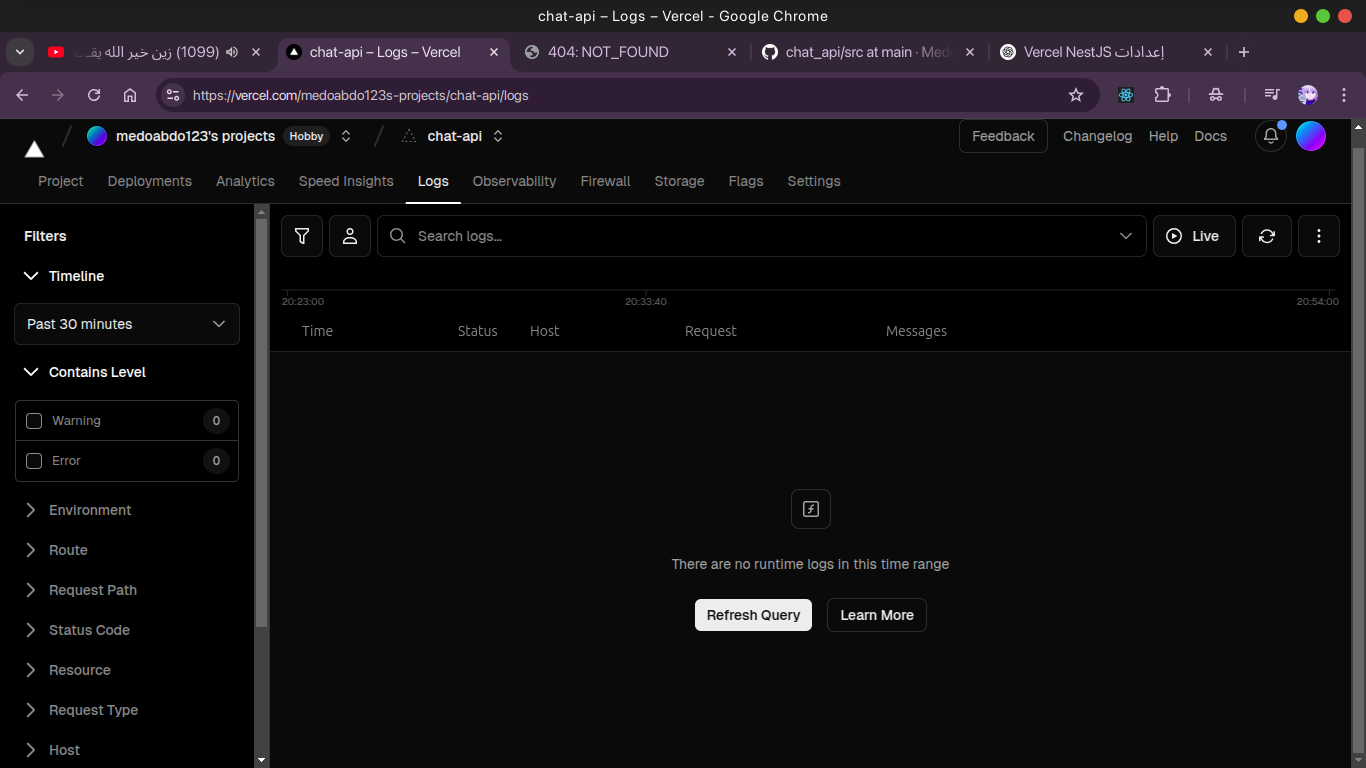 chat-api – Logs – Vercel - Google Chrome
(1099) زين خير الله يقـ
chat-api – Logs – Vercel
404: NOT_FOUND
chat_api/src at main · Med
Vercel NestJS إعدادات
https://vercel.com/medoabdo123s-projects/chat-api/logs
medoabdo123's projects Hobby chat-api Feedback Changelog Help Docs
Project Deployments Analytics Speed Insights Logs Observability Firewall Storage Flags Settings
Filters
Timeline
Past 30 minutes
Contains Level
Warning 0
Error 0
Environment
Route
Request Path
Status Code
Resource
Request Type
Host
Search logs...
Live
20:23:00 20:33:40 20:54:00
Time Status Host Request Messages
There are no runtime logs in this time range
Refresh Query Learn More